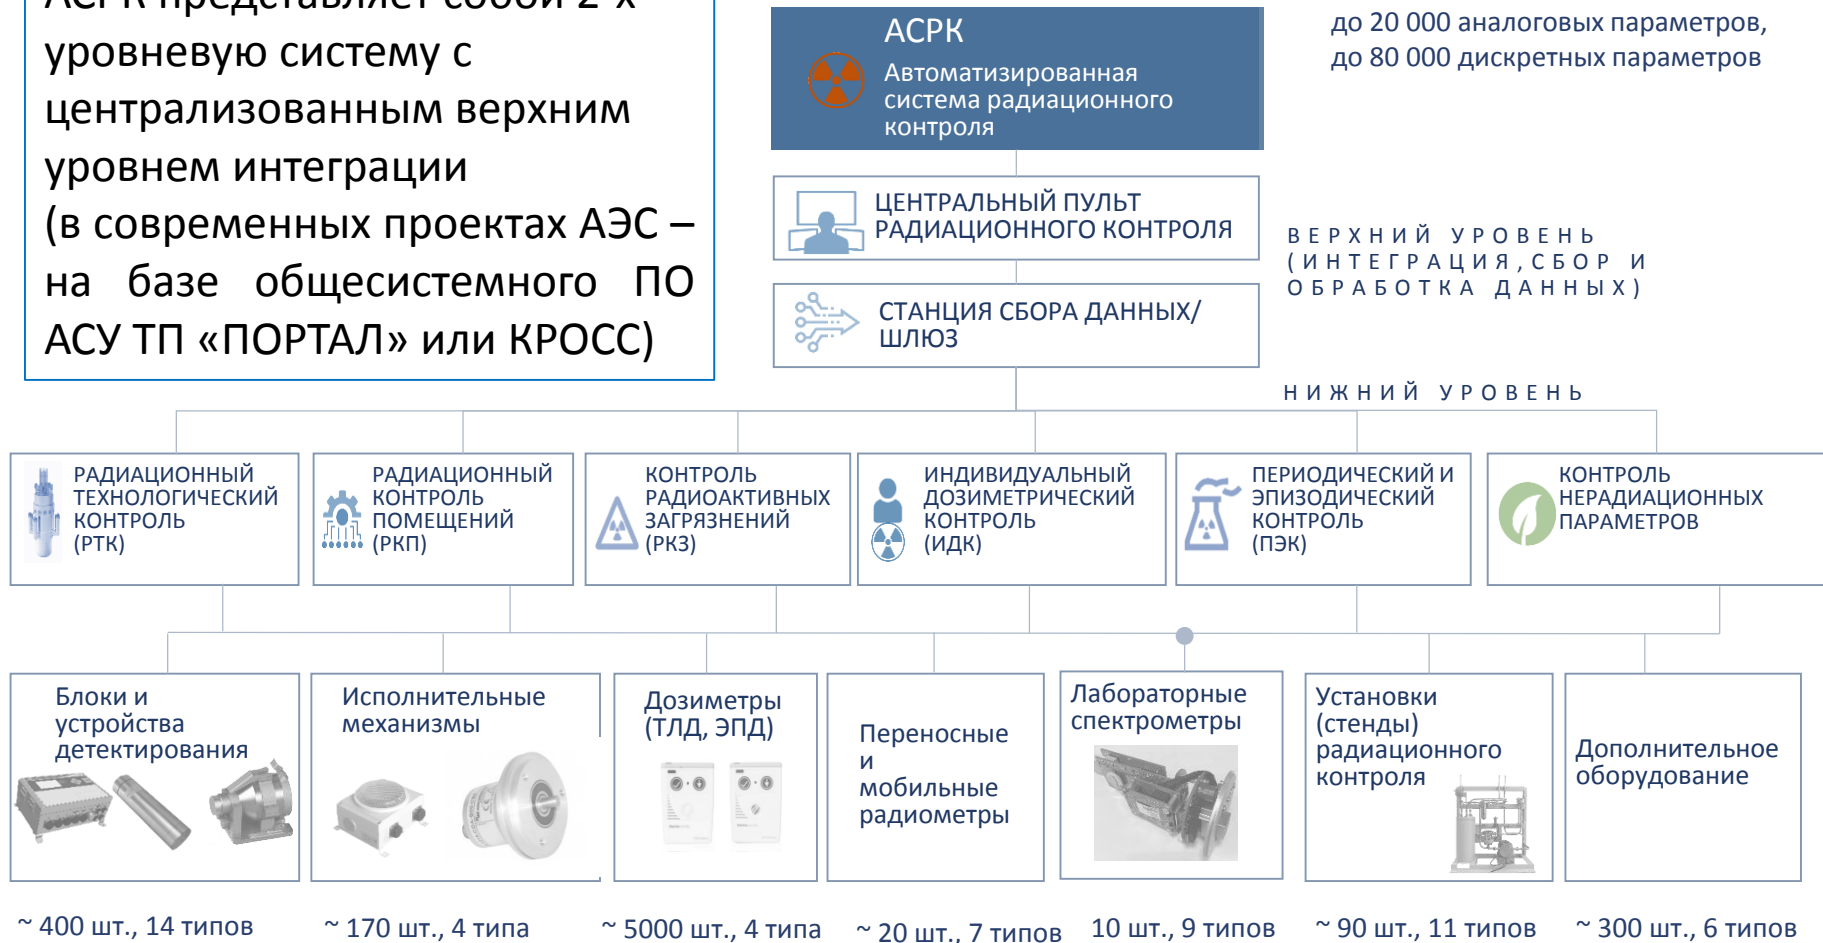 АСРК представляет собой 2-х
уровневую систему с
централизованным верхним
уровнем интеграции
(в современных проектах АЭС –
на базе общесистемного ПО
АСУ ТП «ПОРТАЛ» или КРОСС)
АСРК
Автоматизированная
система радиационного
контроля
до 20 000 аналоговых параметров,
до 80 000 дискретных параметров
ЦЕНТРАЛЬНЫЙ ПУЛЬТ
РАДИАЦИОННОГО КОНТРОЛЯ
СТАНЦИЯ СБОРА ДАННЫХ/
ШЛЮЗ
ВЕРХНИЙ УРОВЕНЬ
(ИНТЕГРАЦИЯ,СБОР И
ОБРАБОТКА ДАННЫХ)
НИЖНИЙ УРОВЕНЬ
РАДИАЦИОННЫЙ
ТЕХНОЛОГИЧЕСКИЙ
КОНТРОЛЬ
(РТК)
РАДИАЦИОННЫЙ
КОНТРОЛЬ
ПОМЕЩЕНИЙ
(РКП)
КОНТРОЛЬ
РАДИОАКТИВНЫХ
ЗАГРЯЗНЕНИЙ
(РКЗ)
ИНДИВИДУАЛЬНЫЙ
ДОЗИМЕТРИЧЕСКИЙ
КОНТРОЛЬ
(ИДК)
ПЕРИОДИЧЕСКИЙ И
ЭПИЗОДИЧЕСКИЙ
КОНТРОЛЬ
(ПЭК)
КОНТРОЛЬ
НЕРАДИАЦИОННЫХ
ПАРАМЕТРОВ
Блоки и
устройства
детектирования
Исполнительные
механизмы
Дозиметры
(ТЛД, ЭПД)
Переносные
и
мобильные
радиометры
Лабораторные
спектрометры
Установки
(стенды)
радиационного
контроля
Дополнительное
оборудование
~ 400 шт., 14 типов
~ 170 шт., 4 типа
~ 5000 шт., 4 типа
~ 20 шт., 7 типов
10 шт., 9 типов
~ 90 шт., 11 типов
~ 300 шт., 6 типов